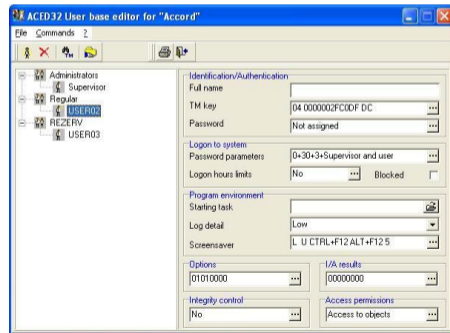 ACED32 User base editor for "Accord"
File Commands ?
Administrators
Supervisor
Regular
USER02
REZERV
USER03
Identification/Authentication
Full name
TM key 04 0000002FC0DF DC ...
Password Not assigned ...
Logon to system
Password parameters 0+30+3+Supervisor and user ...
Logon hours limits No ... Blocked
Program environment
Starting task
Log detail Low
Screensaver L U CTRL+F12 ALT+F12 5 ...
Options I/A results
01010000 ... 00000000 ...
Integrity control Access permissions
No ... Access to objects ...